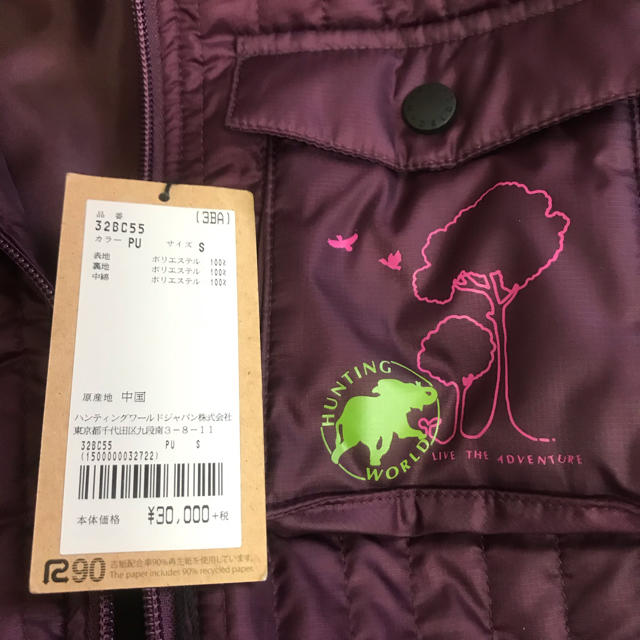 品番 (3BA)
32BC55
カラー PU サイズ S
表地 ポリエステル 100%
裏地 ポリエステル 100%
中綿 ポリエステル 100%
原産地 中国
ハンティングワールドジャパン株式会社
東京都千代田区九段南3-8-11
32BC55 PU S
(1500000032722)
本体価格 ¥30,000+税
R90 古紙配合率90%再生紙を使用しています。
The paper includes 90% recycled paper.
HUNTING
WORLD
LIVE THE ADVENTURE